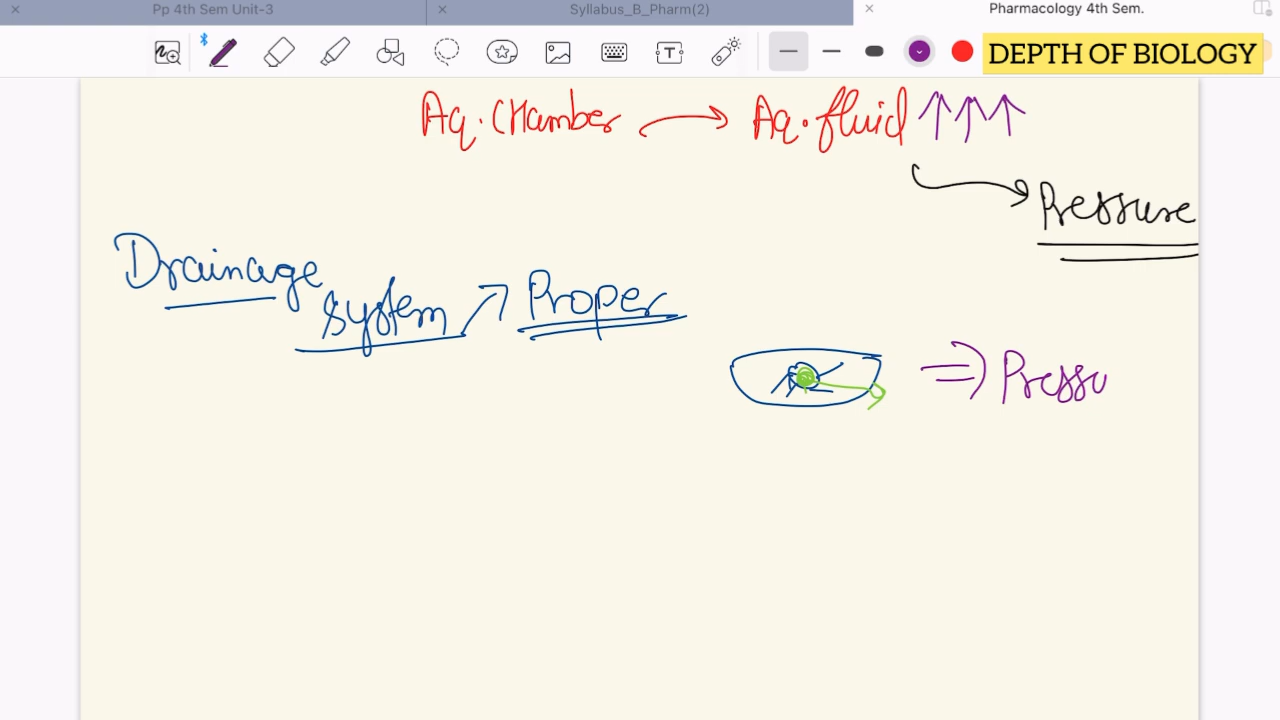 Pp 4th Sem Unit-3
Syllabus_B_Pharm(2)
Pharmacology 4th Sem.
DEPTH OF BIOLOGY
Aq. Chamber → Aq. fluid ↑↑↑
Pressure
Drainage
system ↗ Proper
⇒ Pressu